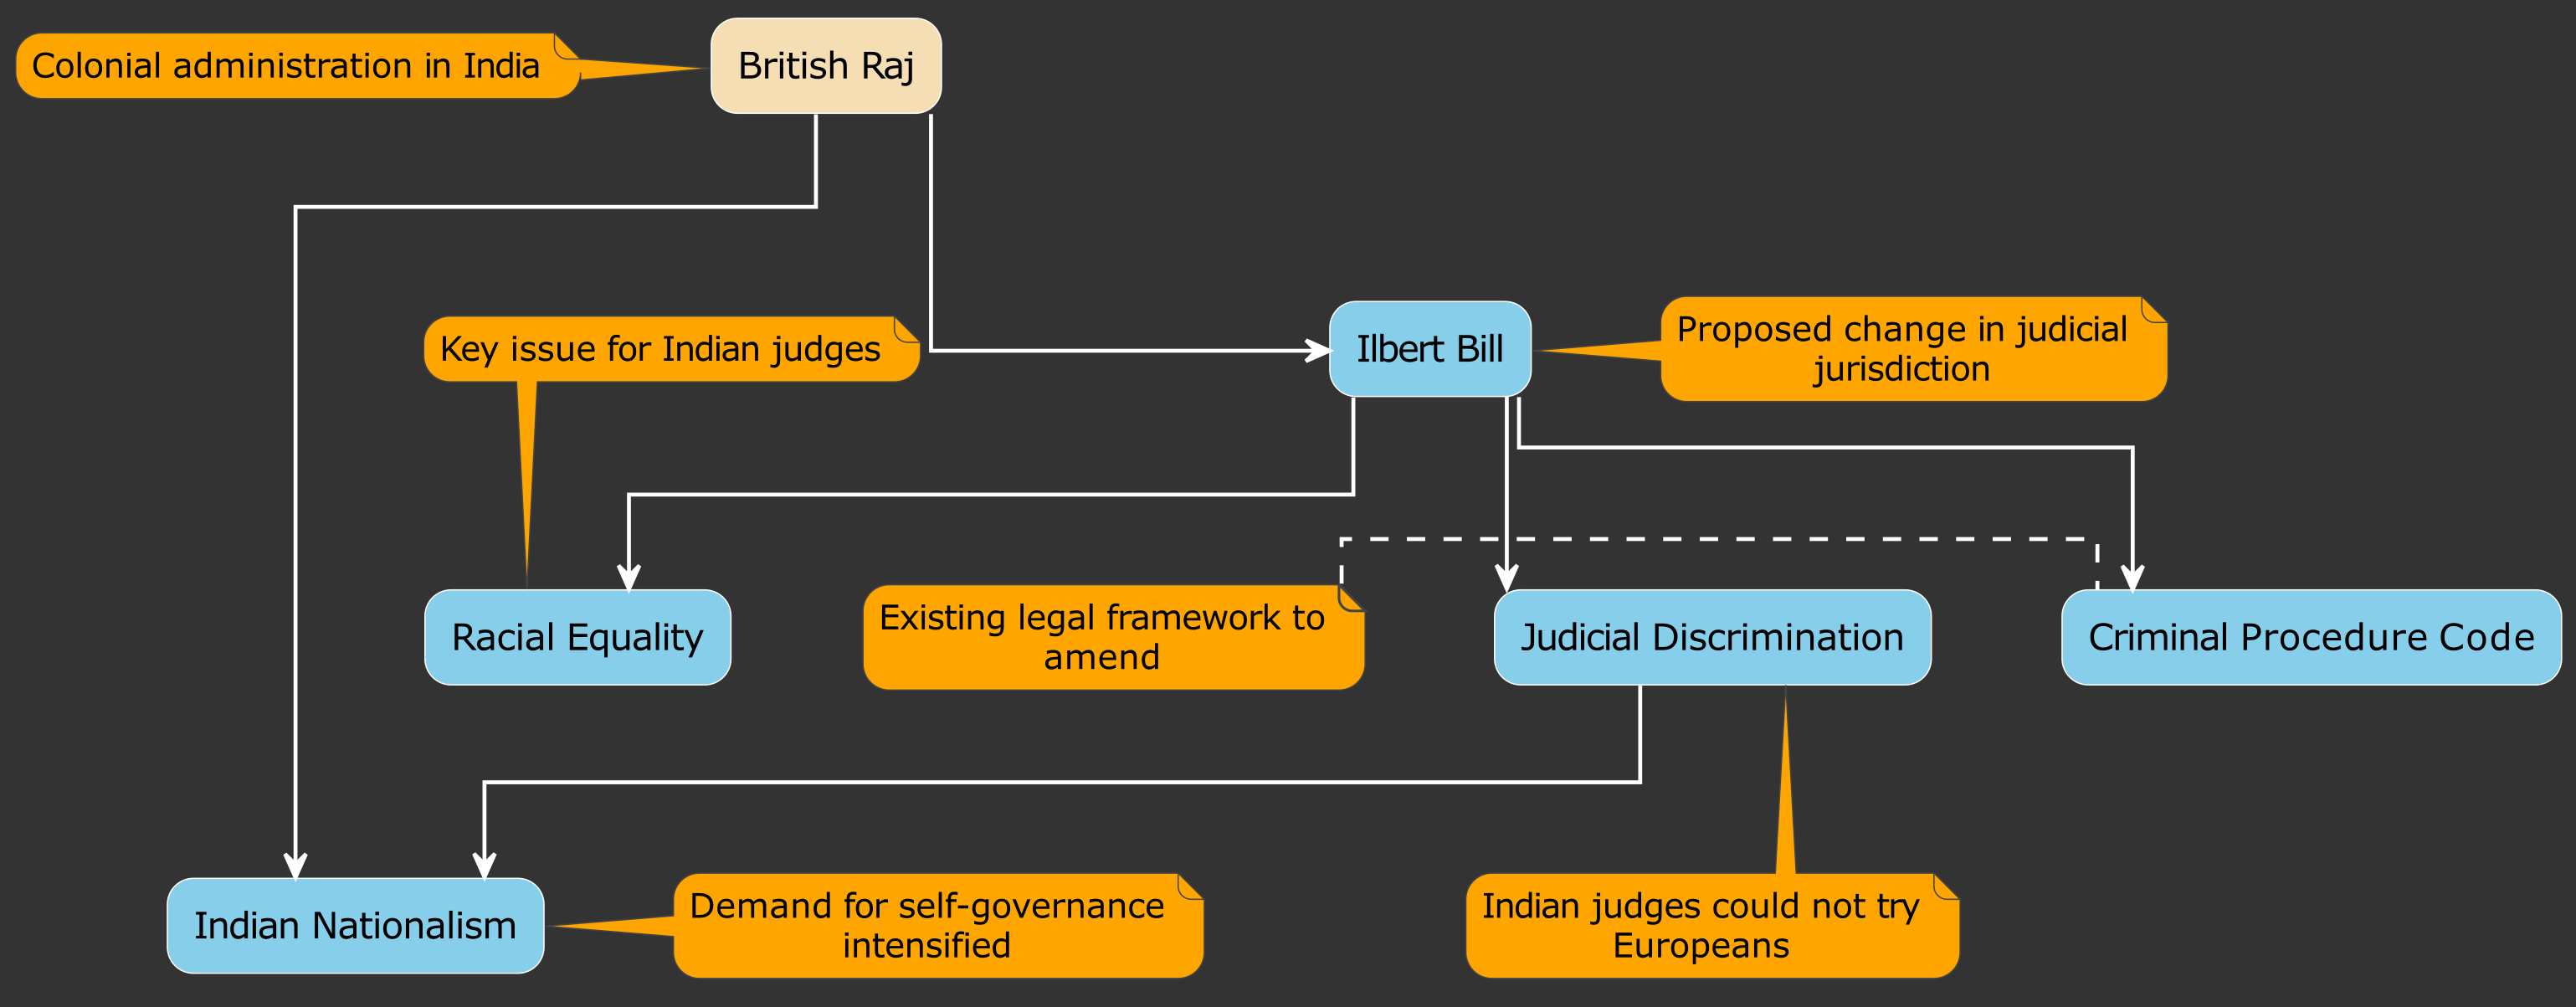 Colonial administration in India
British Raj
Key issue for Indian judges
Ilbert Bill
Proposed change in judicial
jurisdiction
Racial Equality
Existing legal framework to
amend
Judicial Discrimination
Criminal Procedure Code
Indian Nationalism
Demand for self-governance
intensified
Indian judges could not try
Europeans